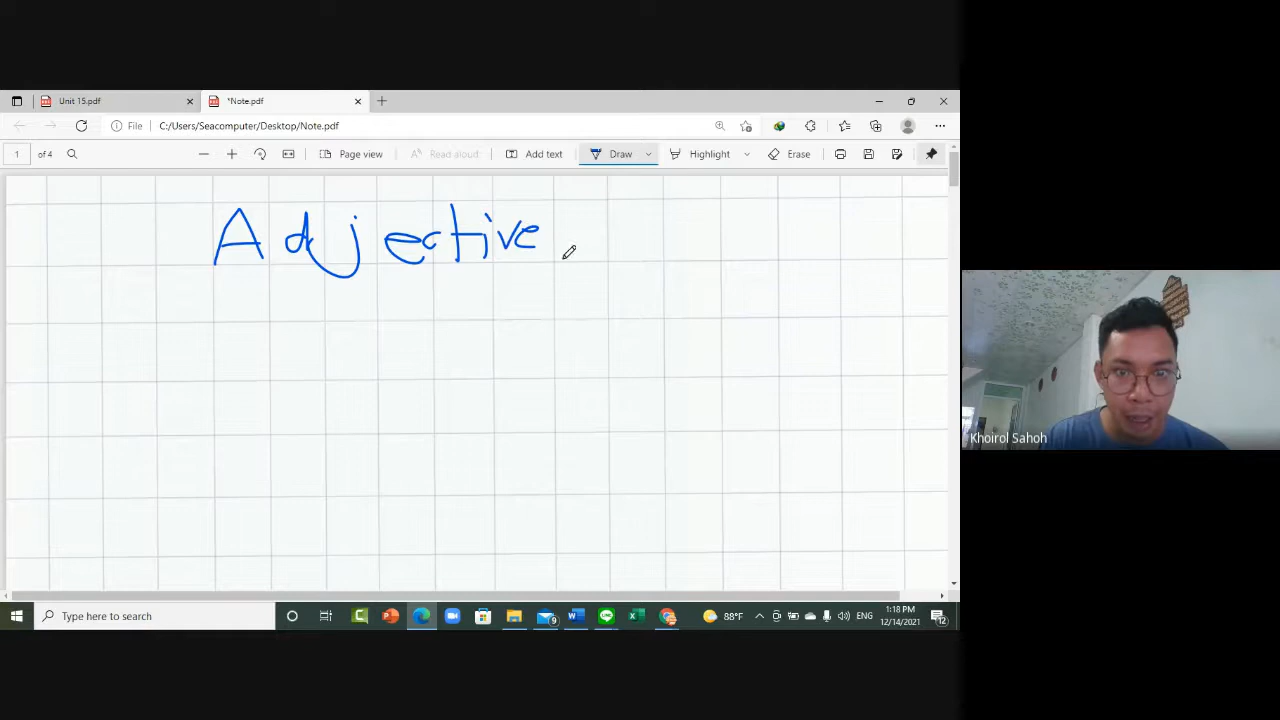 Unit 15.pdf
*Note.pdf
File
C:/Users/Seacomputer/Desktop/Note.pdf
1 of 4
Page view
Read aloud
Add text
Draw
Highlight
Erase
Adjective
Khoirol Sahoh
Type here to search
9
88°F
ENG
1:18 PM
12/14/2021
12